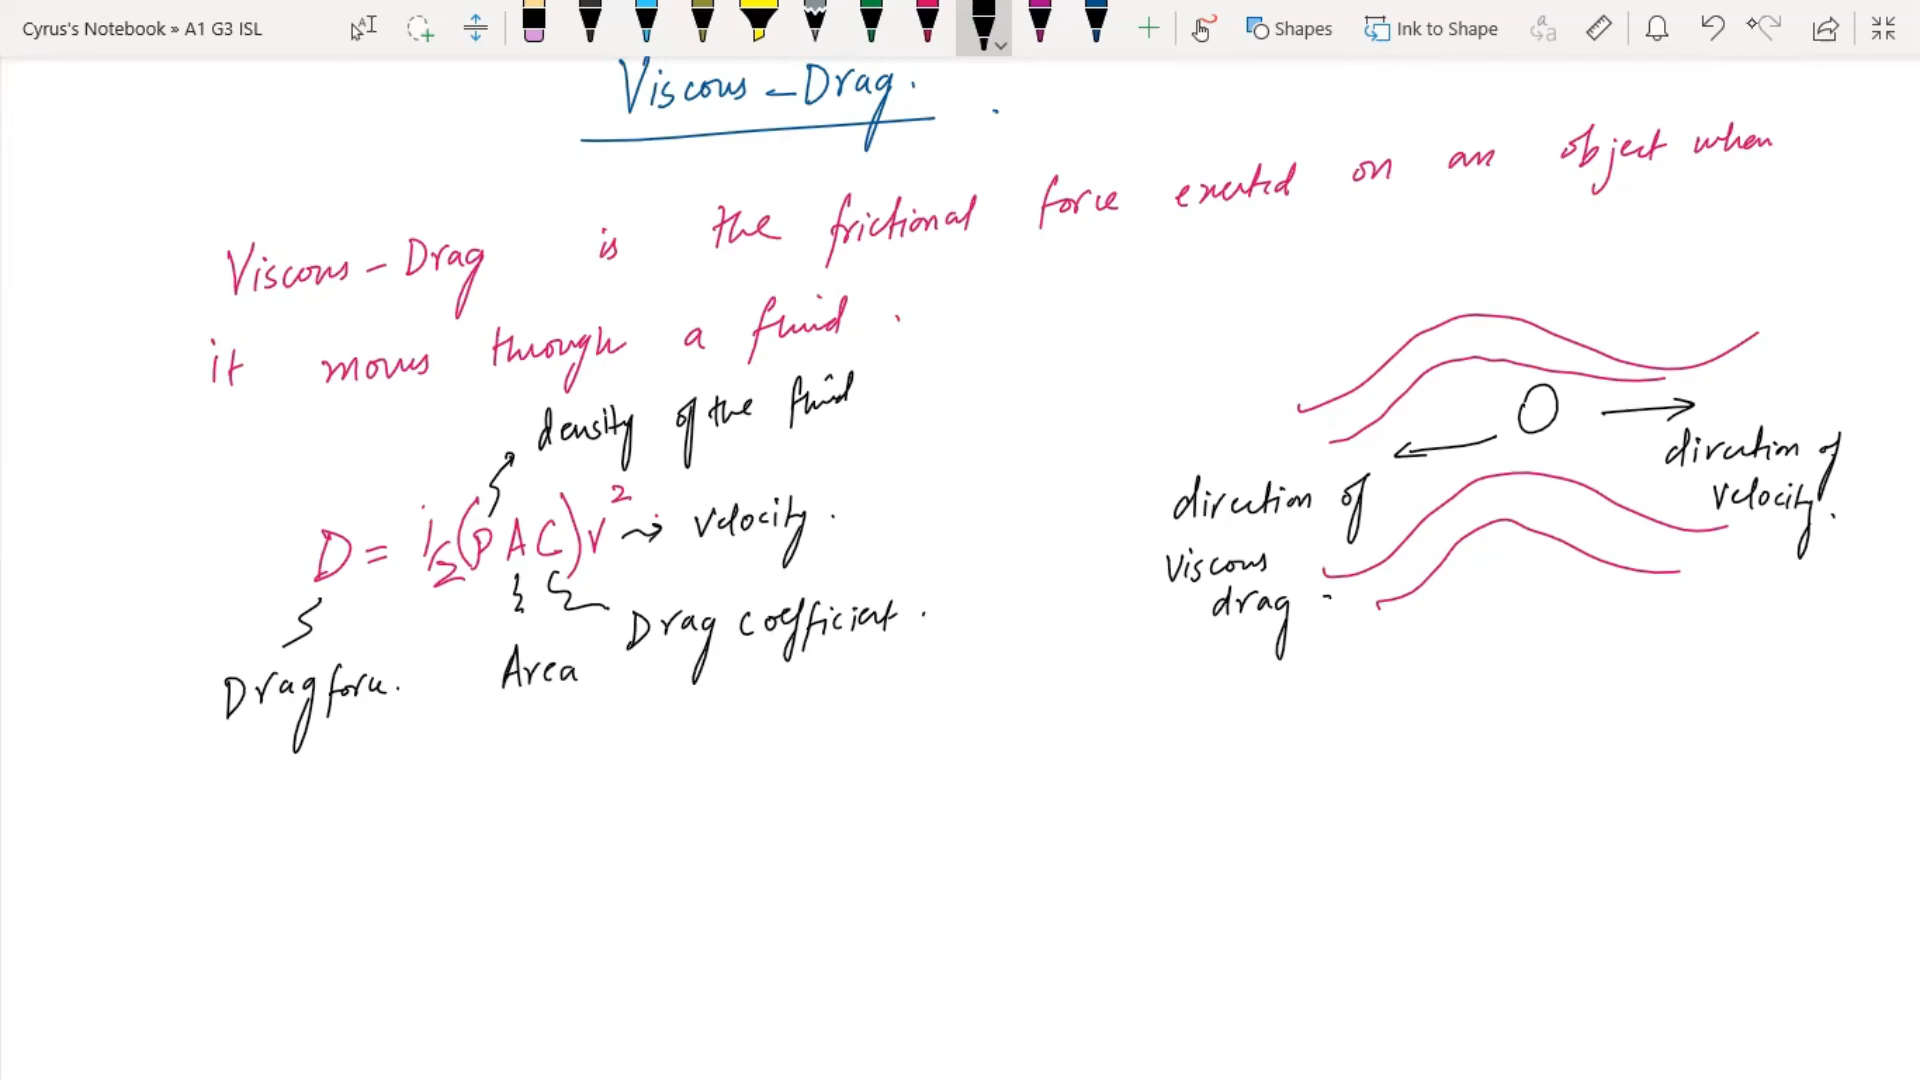 Cyrus's Notebook » A1 G3 ISL
Shapes
Ink to Shape
Viscous - Drag.
Viscous - Drag is the frictional force exerted on an object when
it moves through a fluid.
density of the fluid
D = 1/2 (ρ A C) v² → velocity.
Drag force.
Area
Drag coefficient.
direction of
velocity.
direction of
viscous
drag